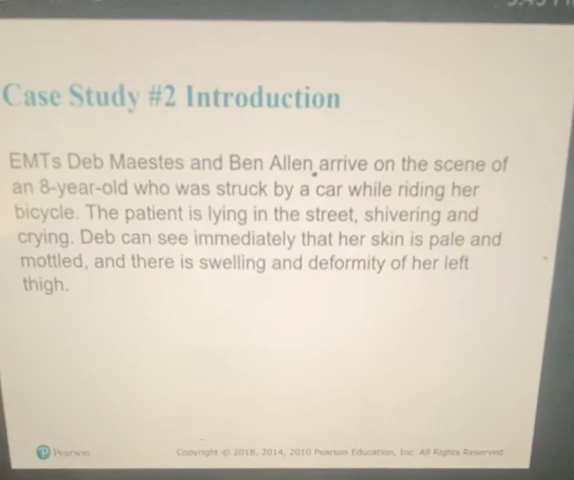 Case Study #2 Introduction
EMTs Deb Maestes and Ben Allen arrive on the scene of
an 8-year-old who was struck by a car while riding her
bicycle. The patient is lying in the street, shivering and
crying. Deb can see immediately that her skin is pale and
mottled, and there is swelling and deformity of her left
thigh.
Pearson
Copyright © 2018, 2014, 2010 Pearson Education, Inc. All Rights Reserved